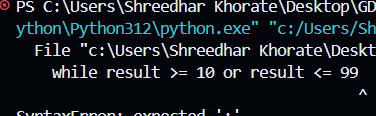 PS C:\Users\Shreedhar Khorate\Desktop\GD
ython\Python312\python.exe" "c:/Users/Sh
File "c:\Users\Shreedhar Khorate\Deskt
while result >= 10 or result <= 99
^
SyntaxError: expected ':'